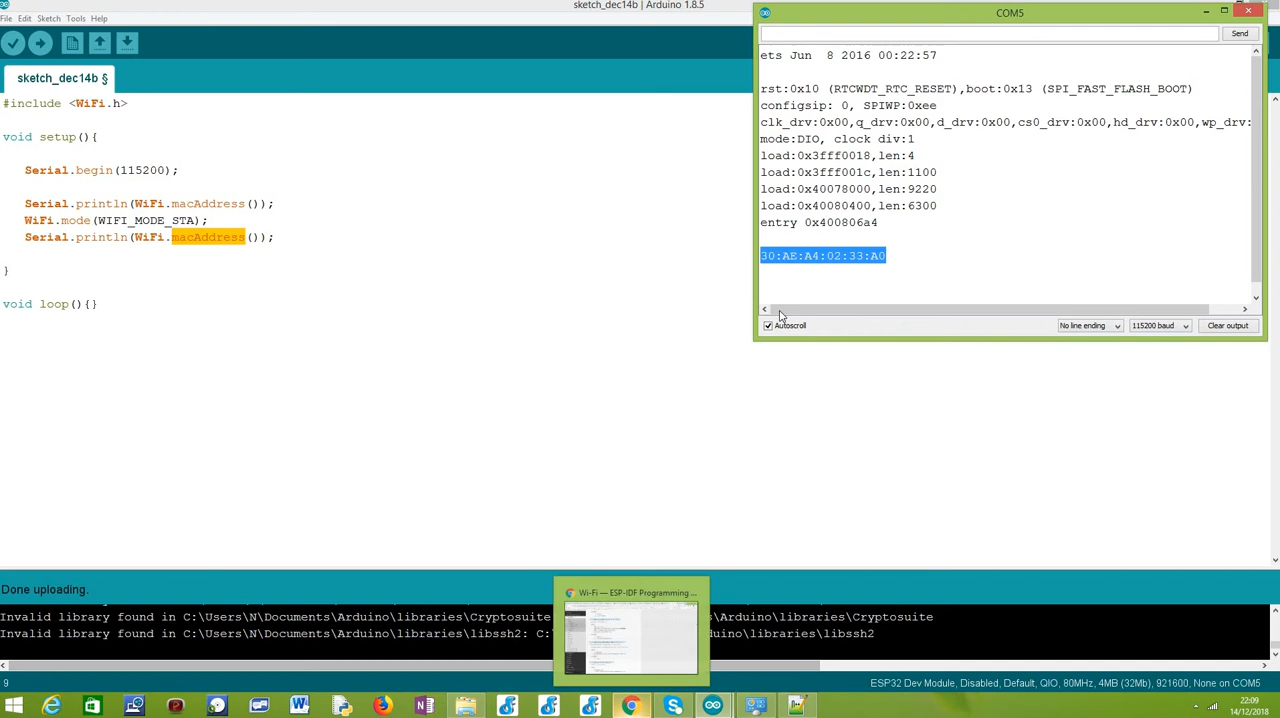 sketch_dec14b | Arduino 1.8.5
File Edit Sketch Tools Help
sketch_dec14b §
#include <WiFi.h>
void setup(){
Serial.begin(115200);
Serial.println(WiFi.macAddress());
WiFi.mode(WIFI_MODE_STA);
Serial.println(WiFi.macAddress());
}
void loop(){}
COM5
Send
ets Jun  8 2016 00:22:57
rst:0x10 (RTCWDT_RTC_RESET),boot:0x13 (SPI_FAST_FLASH_BOOT)
configsip: 0, SPIWP:0xee
clk_drv:0x00,q_drv:0x00,d_drv:0x00,cs0_drv:0x00,hd_drv:0x00,wp_drv:
mode:DIO, clock div:1
load:0x3fff0018,len:4
load:0x3fff001c,len:1100
load:0x40078000,len:9220
load:0x40080400,len:6300
entry 0x400806a4
30:AE:A4:02:33:A0
Autoscroll No line ending 115200 baud Clear output
Done uploading.
Invalid library found in C:\Users\N\Documents\Arduino\libraries\Cryptosuite
Arduino\libraries\Cryptosuite
Invalid library found in C:\Users\N\Documents\Arduino\libraries\libssh2: C:
duino\libraries\libssh2
Wi-Fi — ESP-IDF Programming ...
9 ESP32 Dev Module, Disabled, Default, QIO, 80MHz, 4MB (32Mb), 921600, None on COM5
22:09
14/12/2018